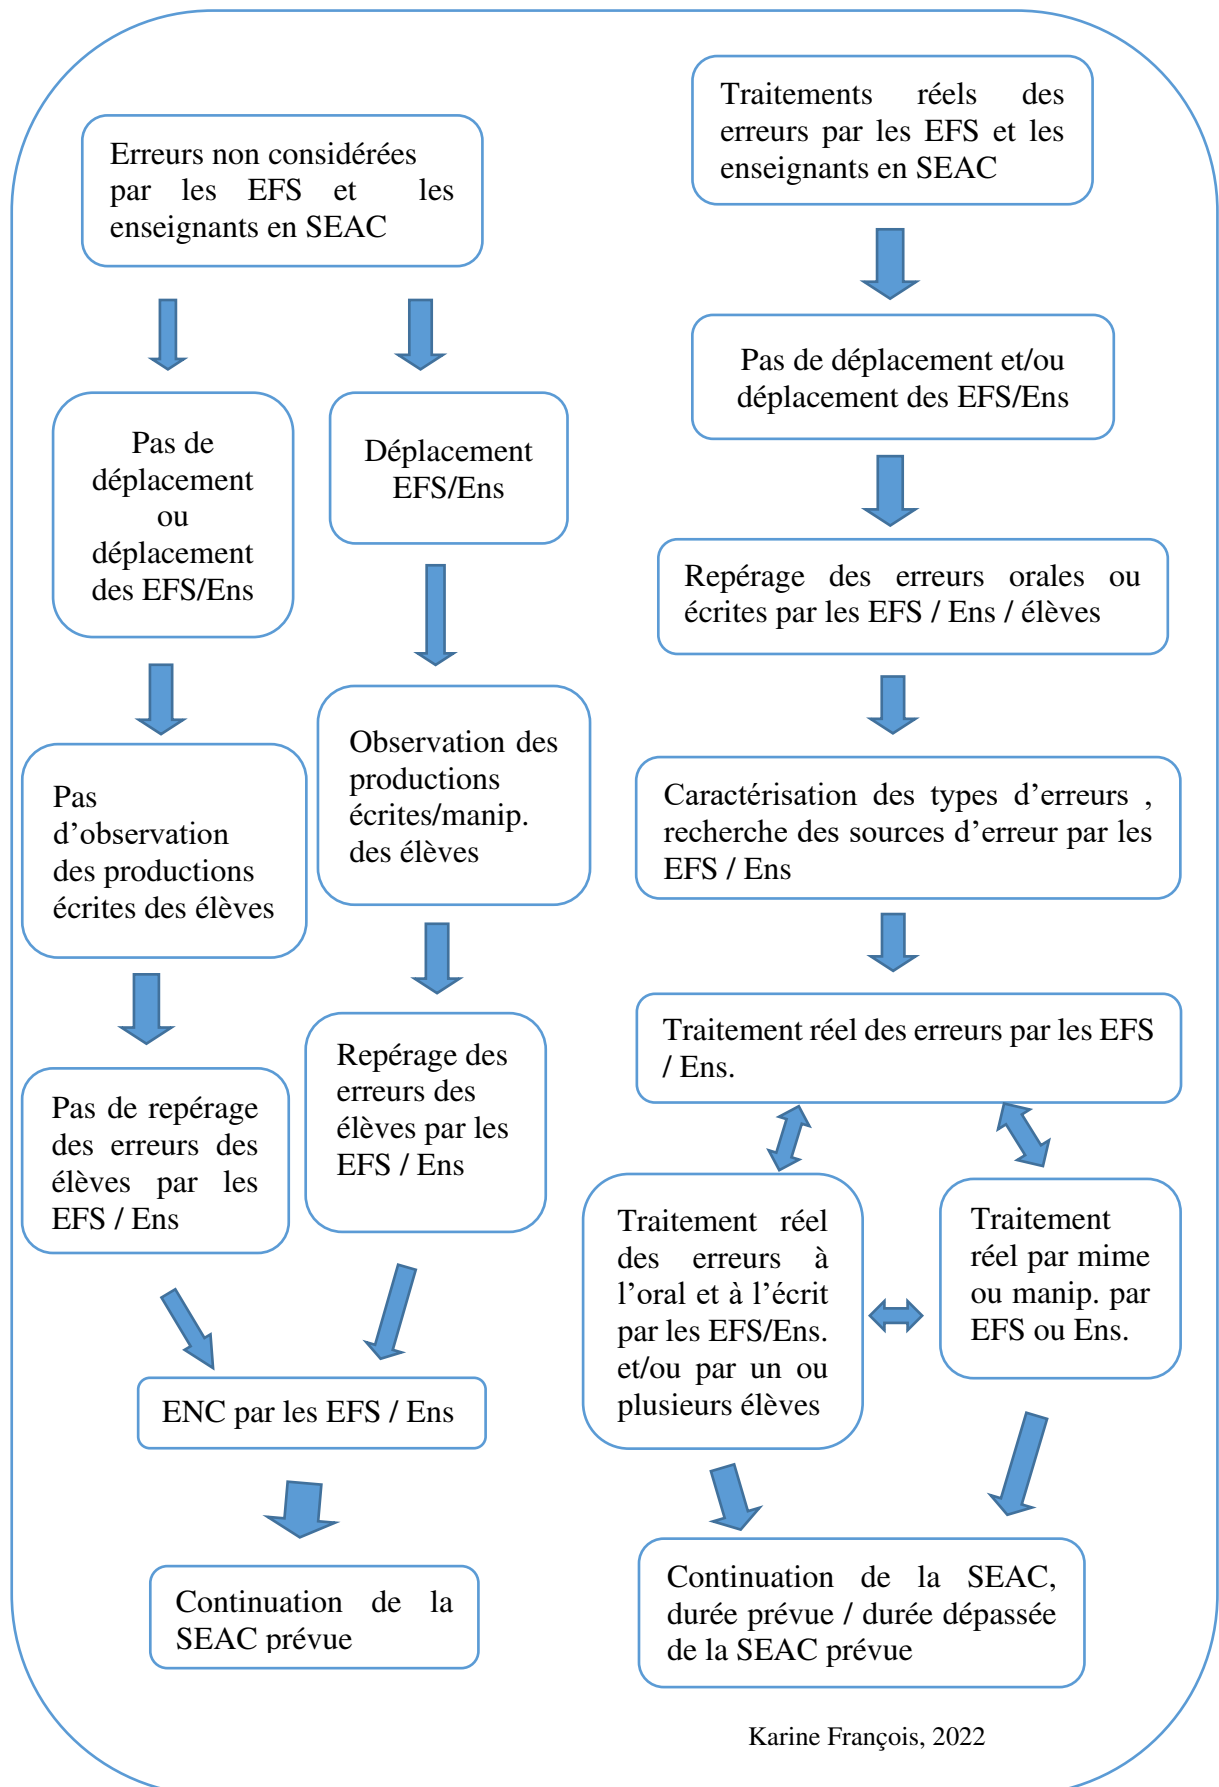 Erreurs non considérées
par les EFS et les
enseignants en SEAC
Pas de
déplacement
ou
déplacement
des EFS/Ens
Déplacement
EFS/Ens
Pas
d’observation
des productions
écrites des élèves
Observation des
productions
écrites/manip.
des élèves
Pas de repérage
des erreurs des
élèves par les
EFS / Ens
Repérage des
erreurs des
élèves par les
EFS / Ens
ENC par les EFS / Ens
Continuation de la
SEAC prévue
Traitements réels des
erreurs par les EFS et les
enseignants en SEAC
Pas de déplacement et/ou
déplacement des EFS/Ens
Repérage des erreurs orales ou
écrites par les EFS / Ens / élèves
Caractérisation des types d’erreurs ,
recherche des sources d’erreur par les
EFS / Ens
Traitement réel des erreurs par les EFS
/ Ens.
Traitement réel
des erreurs à
l’oral et à l’écrit
par les EFS/Ens.
et/ou par un ou
plusieurs élèves
Traitement
réel par mime
ou manip. par
EFS ou Ens.
Continuation de la SEAC,
durée prévue / durée dépassée
de la SEAC prévue
Karine François, 2022